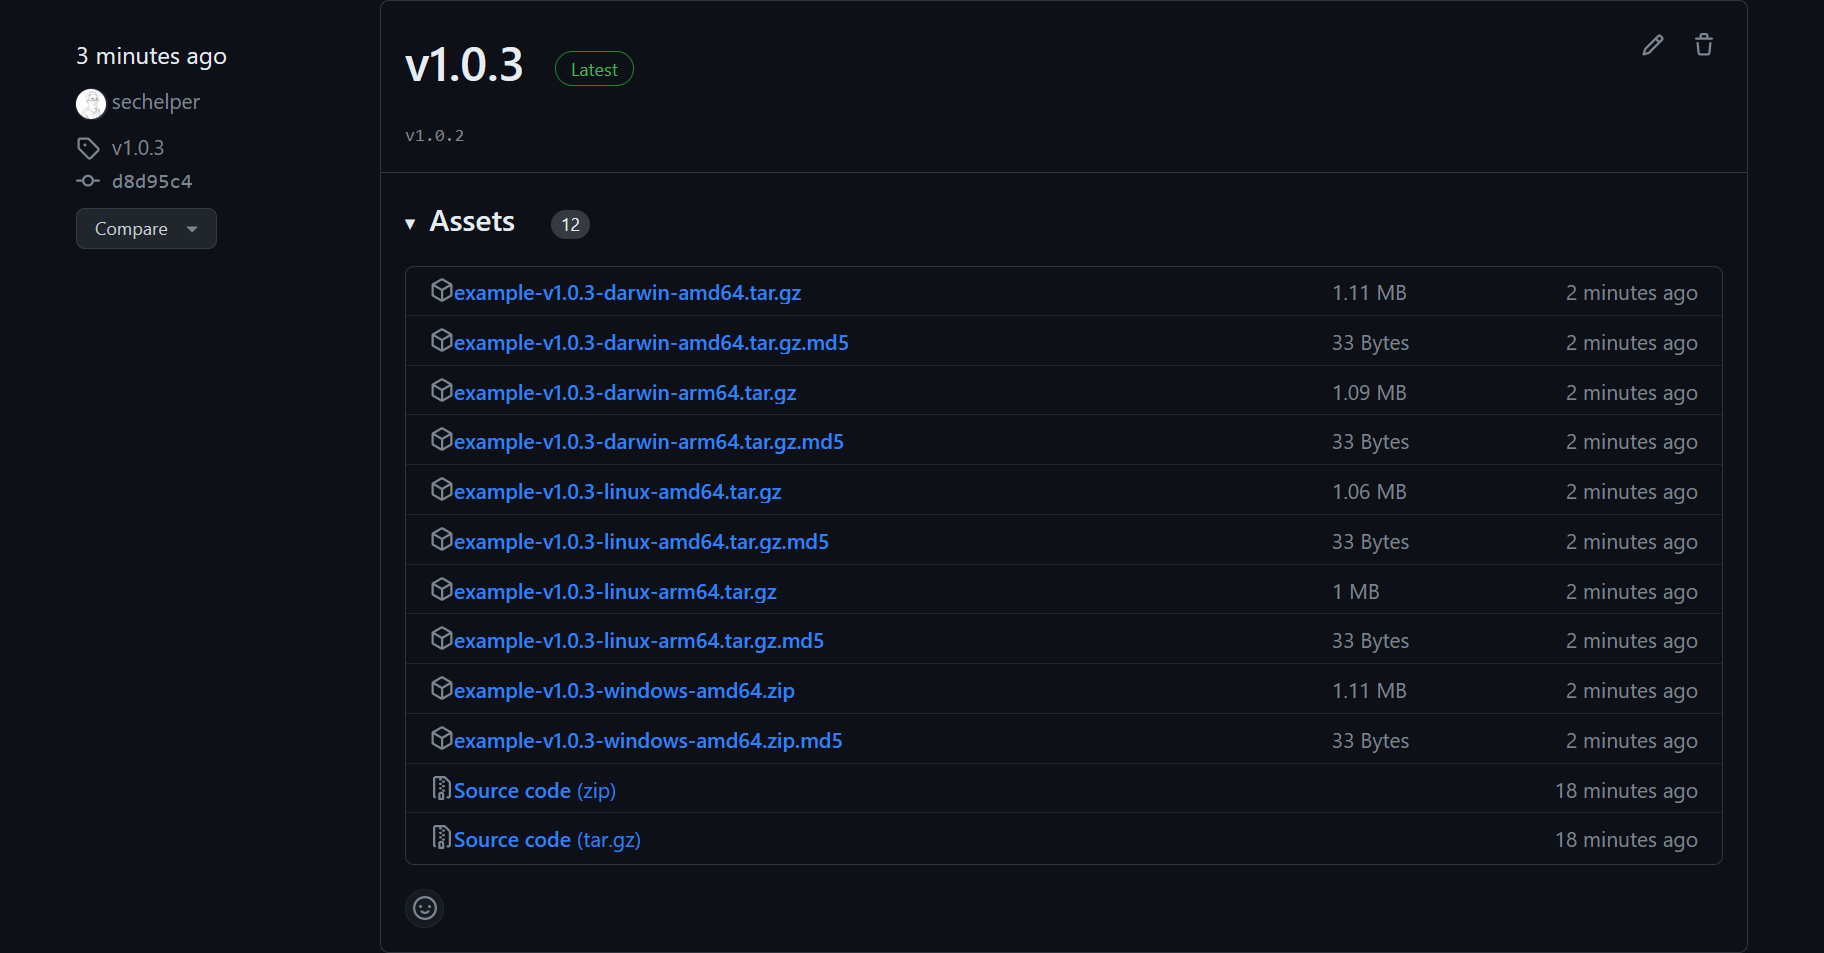 3 minutes ago
sechelper
v1.0.3
d8d95c4
Compare
v1.0.3 Latest
v1.0.2
Assets 12
example-v1.0.3-darwin-amd64.tar.gz 1.11 MB 2 minutes ago
example-v1.0.3-darwin-amd64.tar.gz.md5 33 Bytes 2 minutes ago
example-v1.0.3-darwin-arm64.tar.gz 1.09 MB 2 minutes ago
example-v1.0.3-darwin-arm64.tar.gz.md5 33 Bytes 2 minutes ago
example-v1.0.3-linux-amd64.tar.gz 1.06 MB 2 minutes ago
example-v1.0.3-linux-amd64.tar.gz.md5 33 Bytes 2 minutes ago
example-v1.0.3-linux-arm64.tar.gz 1 MB 2 minutes ago
example-v1.0.3-linux-arm64.tar.gz.md5 33 Bytes 2 minutes ago
example-v1.0.3-windows-amd64.zip 1.11 MB 2 minutes ago
example-v1.0.3-windows-amd64.zip.md5 33 Bytes 2 minutes ago
Source code (zip) 18 minutes ago
Source code (tar.gz) 18 minutes ago